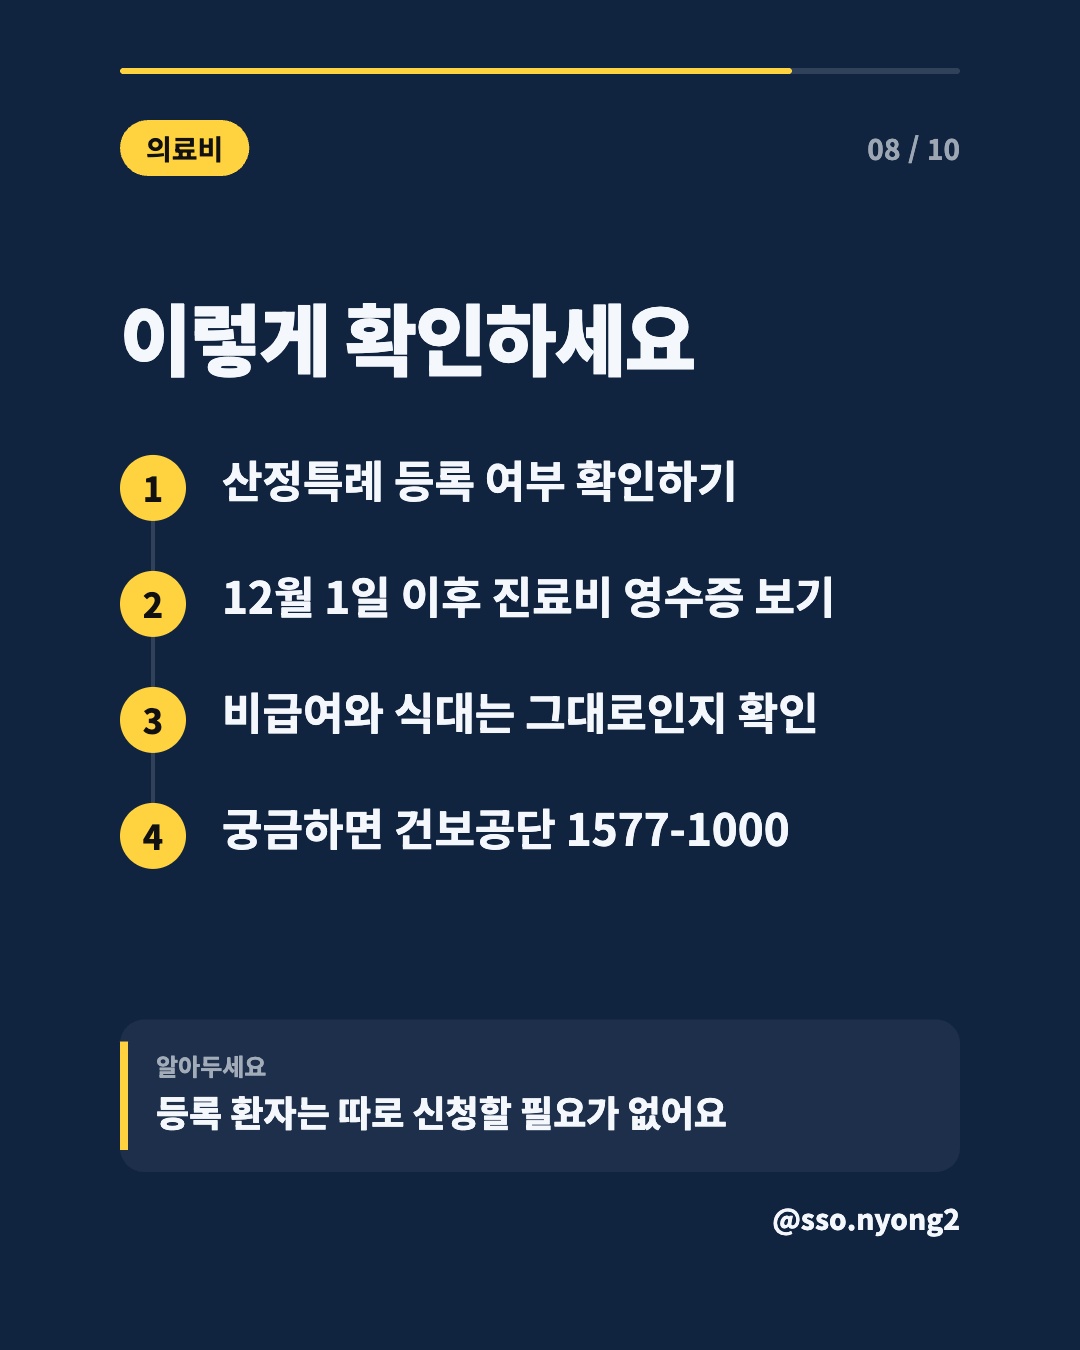 의료비
08 / 10
이렇게 확인하세요
1 산정특례 등록 여부 확인하기
2 12월 1일 이후 진료비 영수증 보기
3 비급여와 식대는 그대로인지 확인
4 궁금하면 건보공단 1577-1000
알아두세요
등록 환자는 따로 신청할 필요가 없어요
@sso.nyong2